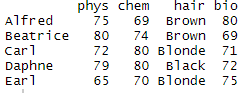 phys chem hair bio
Alfred 75 69 Brown 80
Beatrice 80 74 Brown 69
Carl 72 80 Blonde 71
Daphne 79 80 Black 72
Earl 65 70 Blonde 75